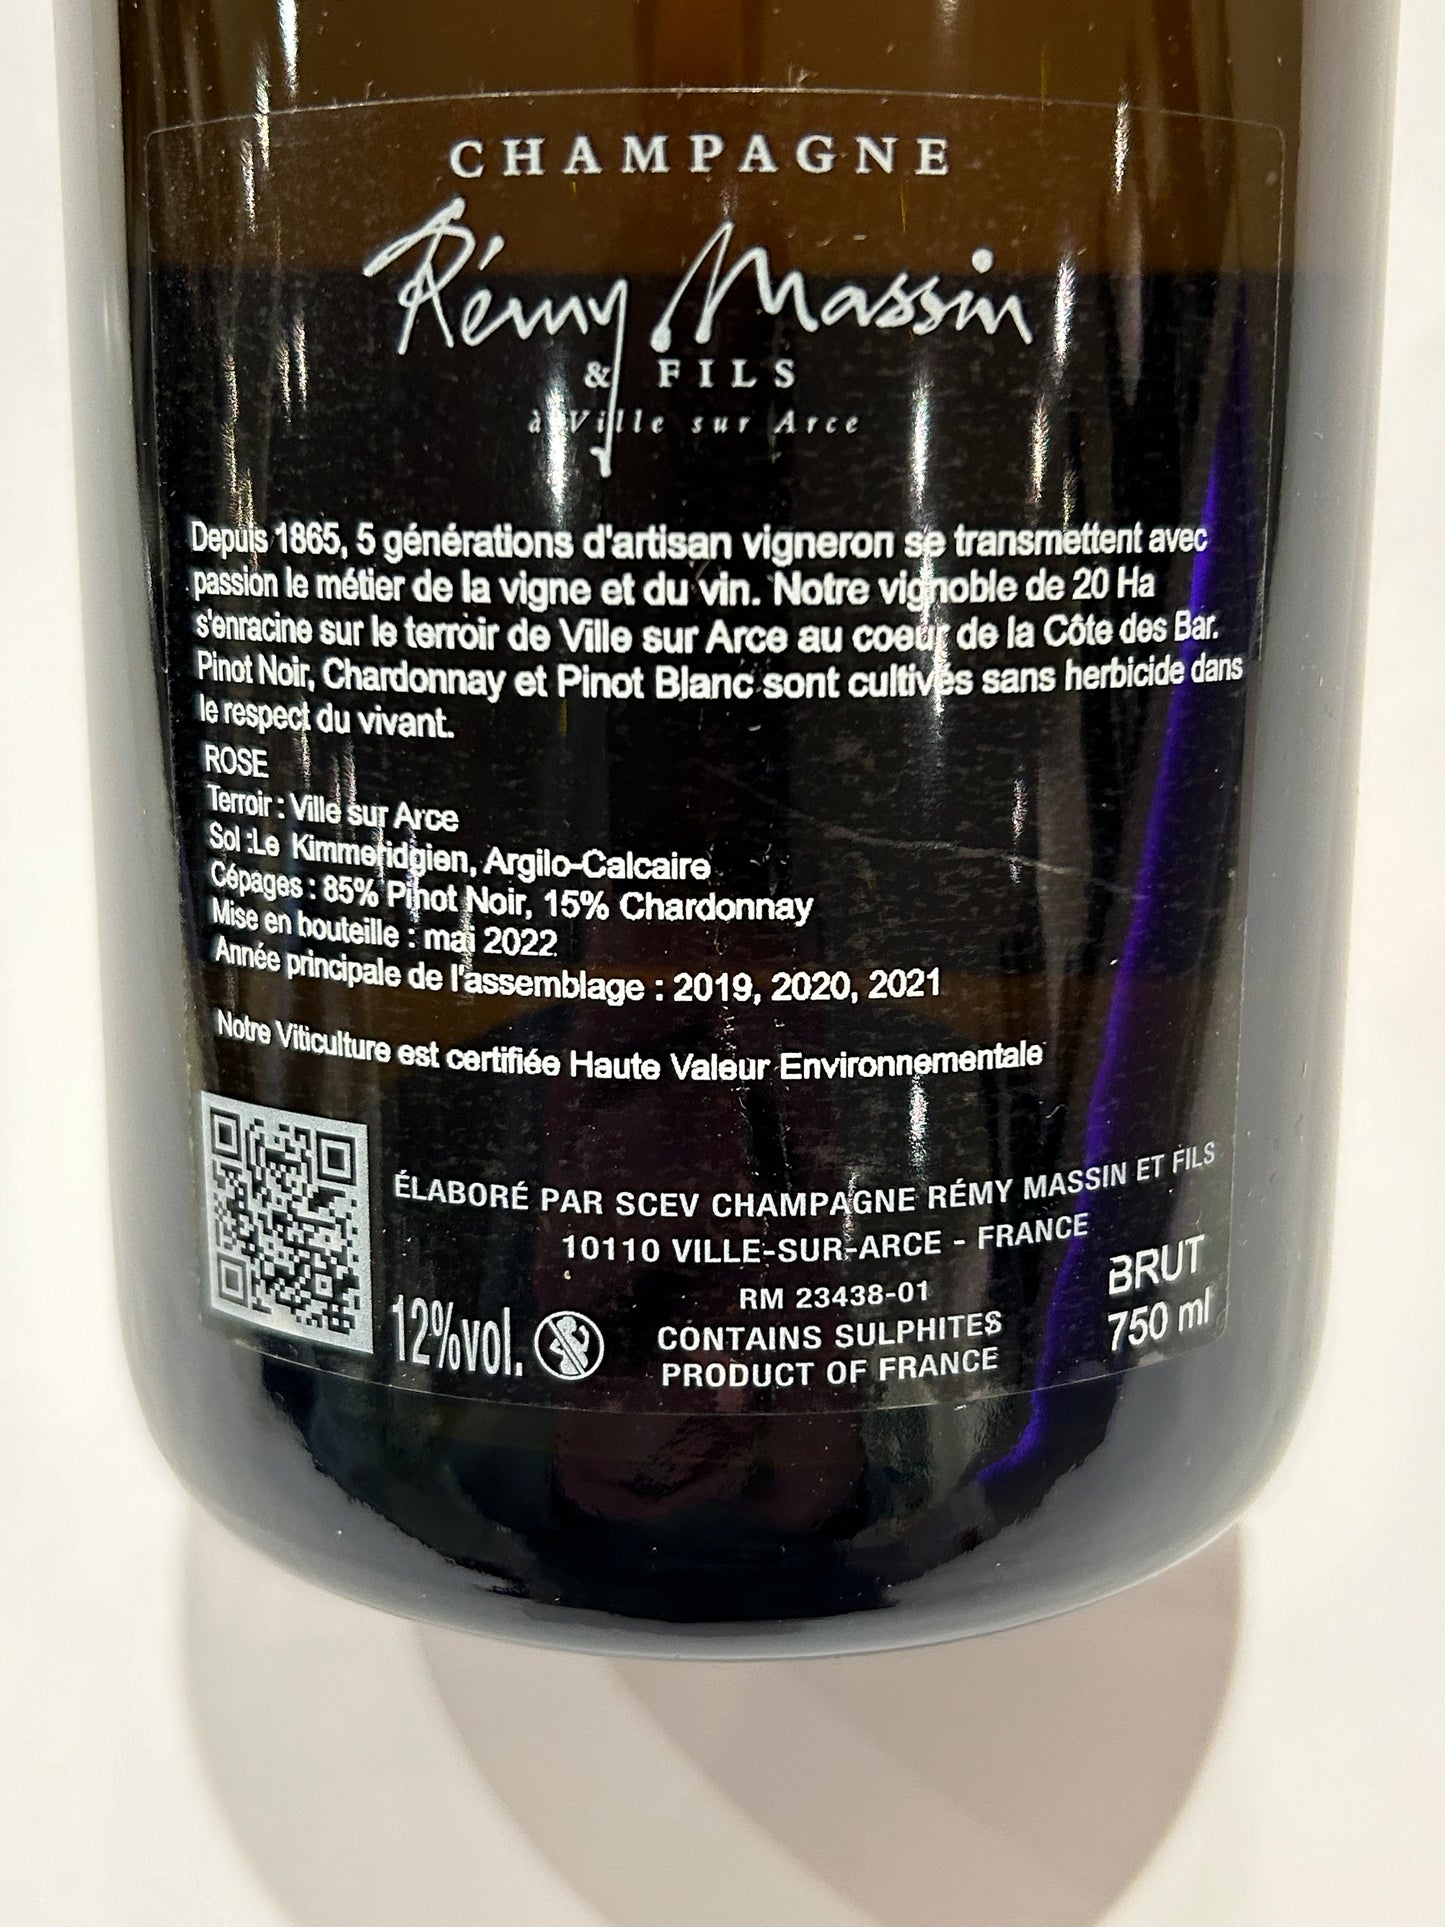 CHAMPAGNE
Rémy Massin
& FILS
à Ville sur Arce
Depuis 1865, 5 générations d'artisan vigneron se transmettent avec
passion le métier de la vigne et du vin. Notre vignoble de 20 Ha
s'enracine sur le terroir de Ville sur Arce au coeur de la Côte des Bar.
Pinot Noir, Chardonnay et Pinot Blanc sont cultivés sans herbicide dans
le respect du vivant.
ROSE
Terroir : Ville sur Arce
Sol :Le Kimmeridgien, Argilo-Calcaire
Cépages : 85% Pinot Noir, 15% Chardonnay
Mise en bouteille : mai 2022
Année principale de l'assemblage : 2019, 2020, 2021
Notre Viticulture est certifiée Haute Valeur Environnementale
ÉLABORÉ PAR SCEV CHAMPAGNE RÉMY MASSIN ET FILS
10110 VILLE-SUR-ARCE - FRANCE
RM 23438-01
CONTAINS SULPHITES
PRODUCT OF FRANCE
12%vol.
BRUT
750 ml